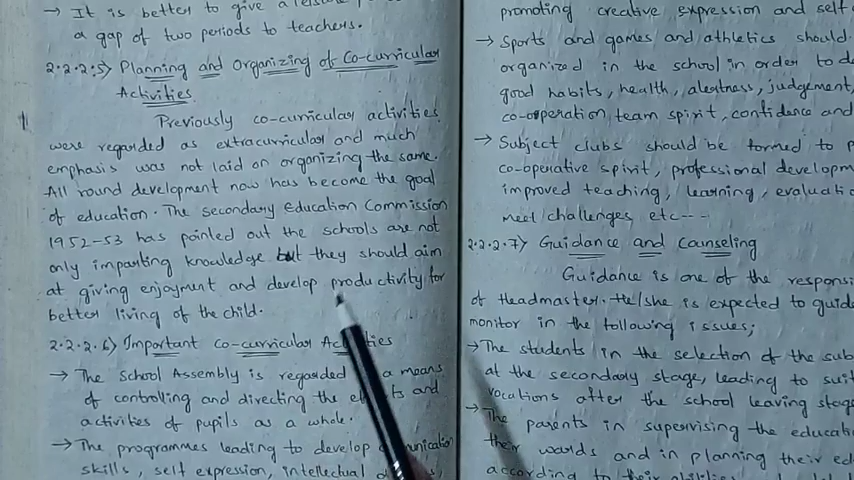 → It is better to give a
a gap of two periods to teachers.
2.2.2:5) Planning and Organizing of Co-curricular
Activities
Previously co-curricular activities
were regarded as extracurricular and much
emphasis was not laid on organizing the same.
All round development now has become the goal
of education. The secondary Education Commission
1952-53 has pointed out the schools are not
only imparting knowledge but they should aim
at giving enjoyment and develop productivity for
better living of the child.
2.2.2.6) Important Co-curricular
→ The School Assembly is regarded a means
of controlling and directing the and
activities of pupils as a whole.
→ The programmes leading to develop
skills, self expression, intellectual
promoting creative expression and self
→ Sports and games and athletics should
organized in the school in order to
good habits, health, alertness, judgement,
co-operation team spirit, confidence and
→ Subject clubs should be formed to
co-operative spirit, professional
improved teaching, learning,
meet challenges etc---
2.2.2.7) Guidance and Counseling
Guidance is one of the
of Headmaster. He/she is expected to
monitor in the following issues;
→ The students in the selection of the
at the secondary stage, leading to
vocations after the school leaving
→ The parents in supervising the
their wards and in planning their
according to their abilities